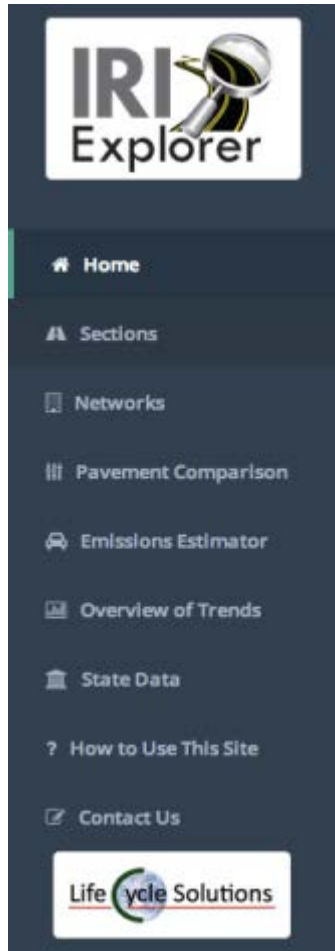 IRI
Explorer
Home
Sections
Networks
Pavement Comparison
Emissions Estimator
Overview of Trends
State Data
? How to Use This Site
Contact Us
Life Cycle Solutions